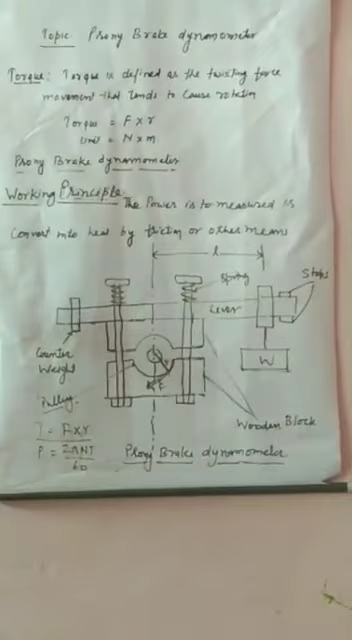 Topic: Prony Brake dynamometer
Torque: Torque is defined as the twisting force
movement that tends to cause rotation
Torque = F x r
Unit = N x m
Prony Brake dynamometer
Working Principle The Power is to measured is
convert into heat by friction or other means
l
Spring
Stops
Lever
Counter
Weight
W
r
F
Pulley
Wooden Block
T = F x r
P = 2πNT/60
Prony Brake dynamometer